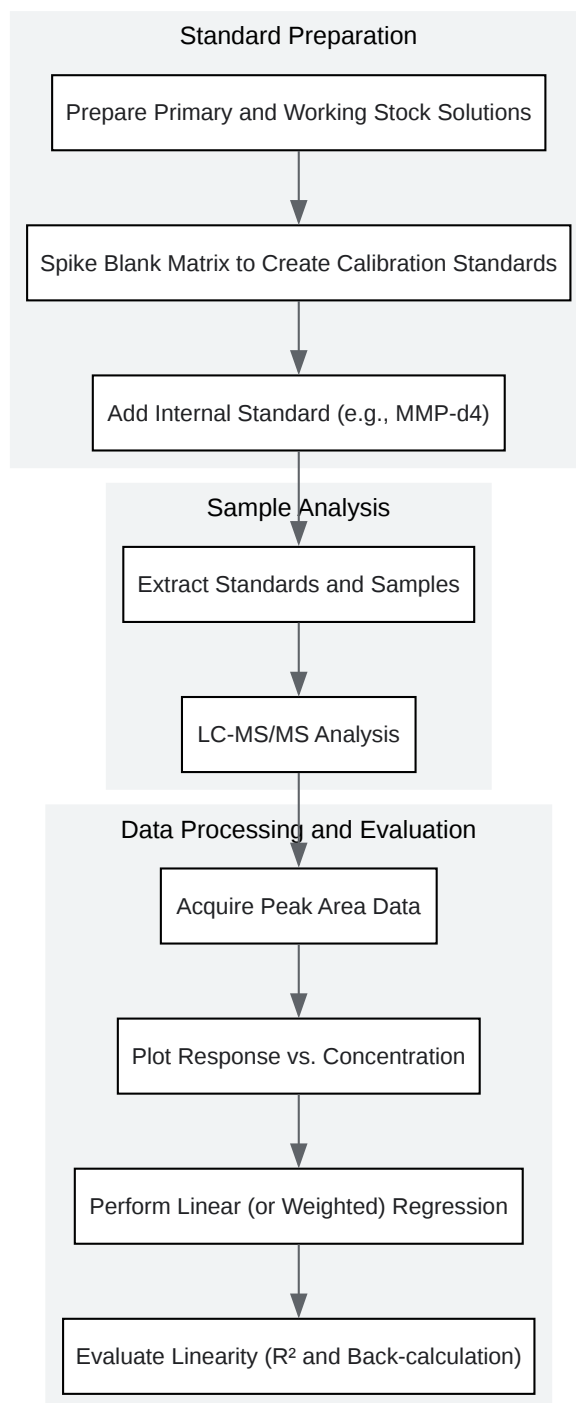 Standard Preparation
Prepare Primary and Working Stock Solutions
Spike Blank Matrix to Create Calibration Standards
Add Internal Standard (e.g., MMP-d4)
Sample Analysis
Extract Standards and Samples
LC-MS/MS Analysis
Data Processing and Evaluation
Acquire Peak Area Data
Plot Response vs. Concentration
Perform Linear (or Weighted) Regression
Evaluate Linearity (R² and Back-calculation)